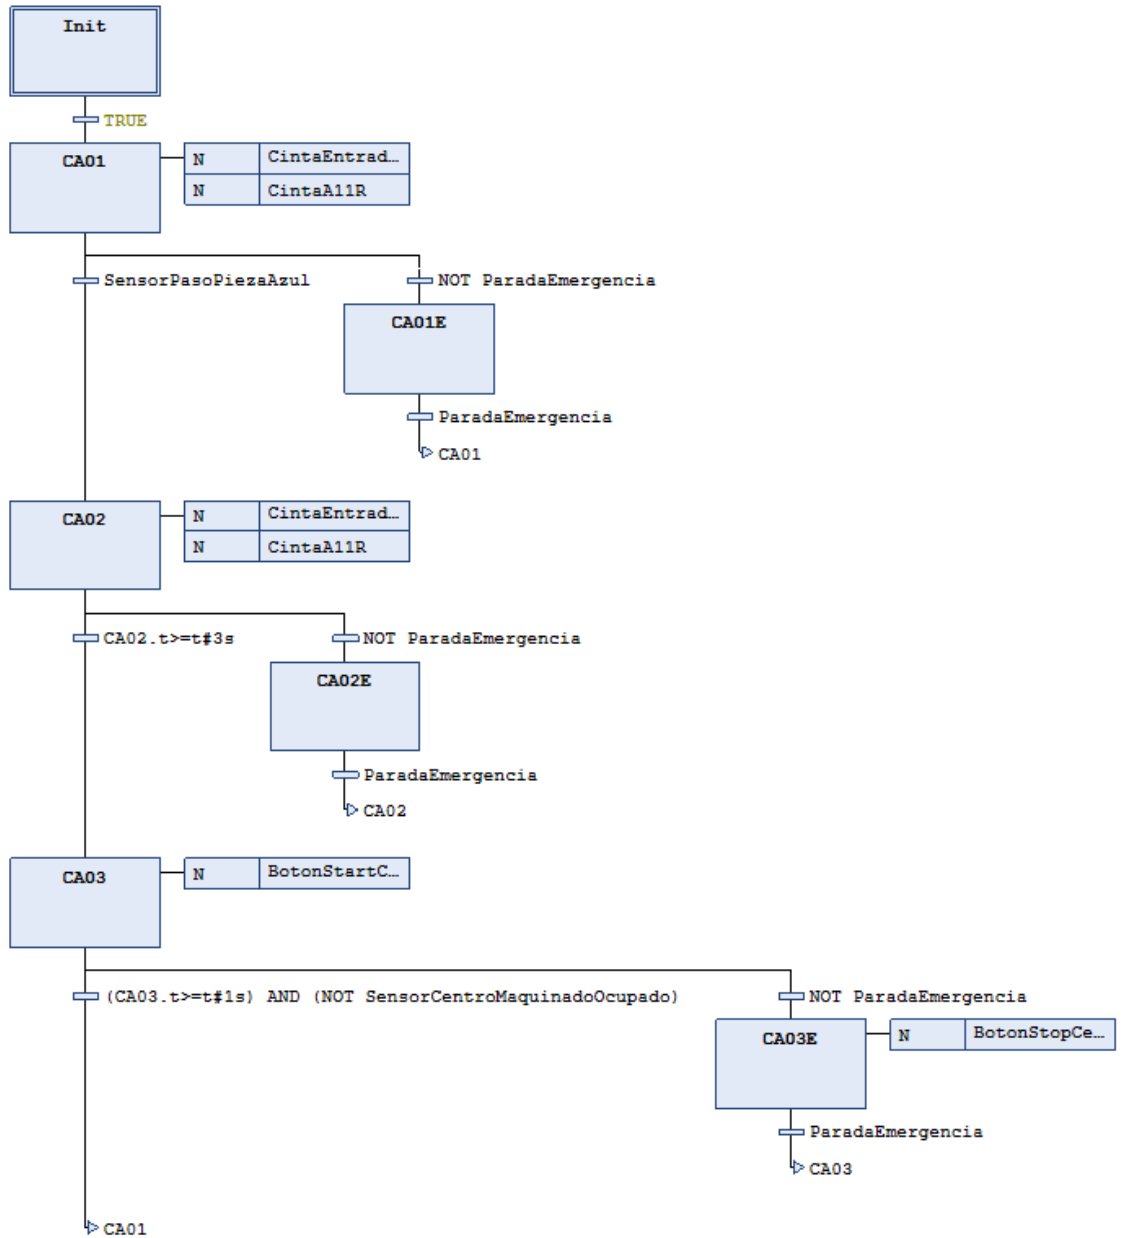 Init
TRUE
CA01
N CintaEntrad…
N CintaA11R
SensorPasoPiezaAzul
NOT ParadaEmergencia
CA01E
ParadaEmergencia
CA01
CA02
N CintaEntrad…
N CintaA11R
CA02.t>=t#3s
NOT ParadaEmergencia
CA02E
ParadaEmergencia
CA02
CA03
N BotonStartC…
(CA03.t>=t#1s) AND (NOT SensorCentroMaquinadoOcupado)
NOT ParadaEmergencia
CA03E
N BotonStopCe…
ParadaEmergencia
CA03
CA01